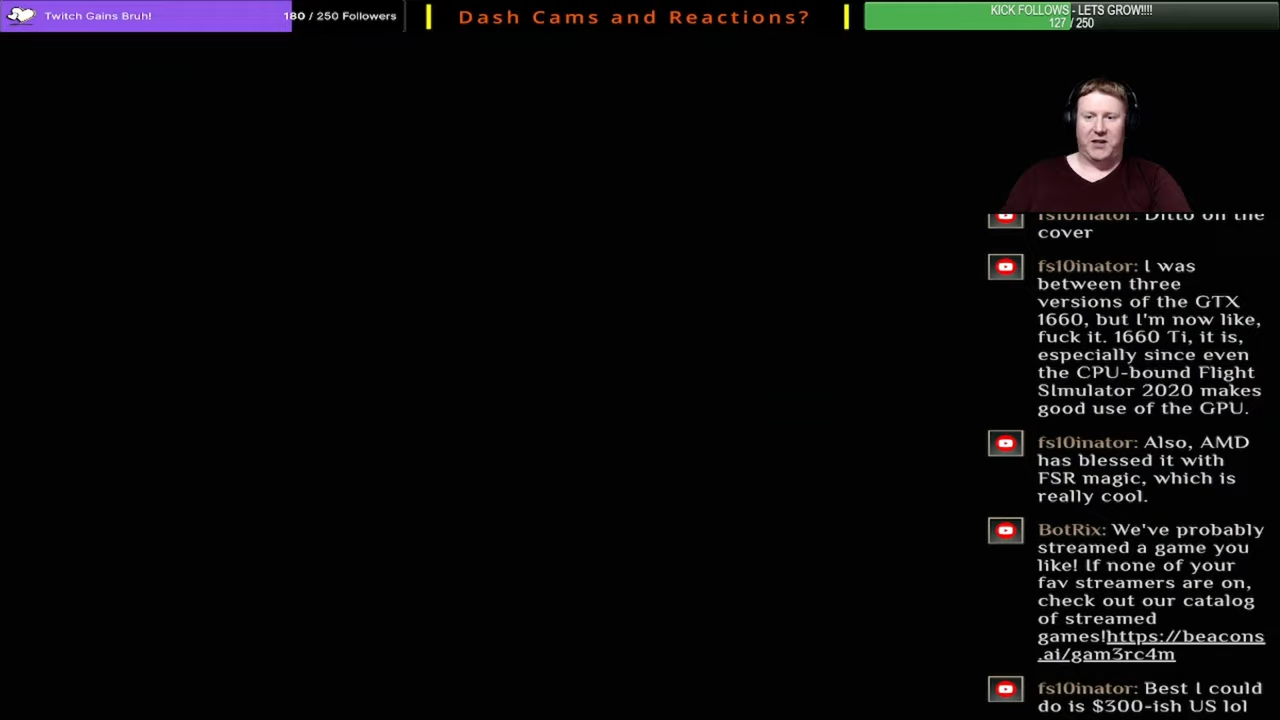 Twitch Gains Bruh!
180 / 250 Followers
Dash Cams and Reactions?
KICK FOLLOWS - LETS GROW!!!!
127 / 250
fs10inator: Ditto on the
cover
fs10inator: I was
between three
versions of the GTX
1660, but I'm now like,
fuck it. 1660 Ti, it is,
especially since even
the CPU-bound Flight
SImulator 2020 makes
good use of the GPU.
fs10inator: Also, AMD
has blessed it with
FSR magic, which is
really cool.
BotRix: We've probably
streamed a game you
like! If none of your
fav streamers are on,
check out our catalog
of streamed
games!https://beacons
.ai/gam3rc4m
fs10inator: Best I could
do is $300-ish US lol